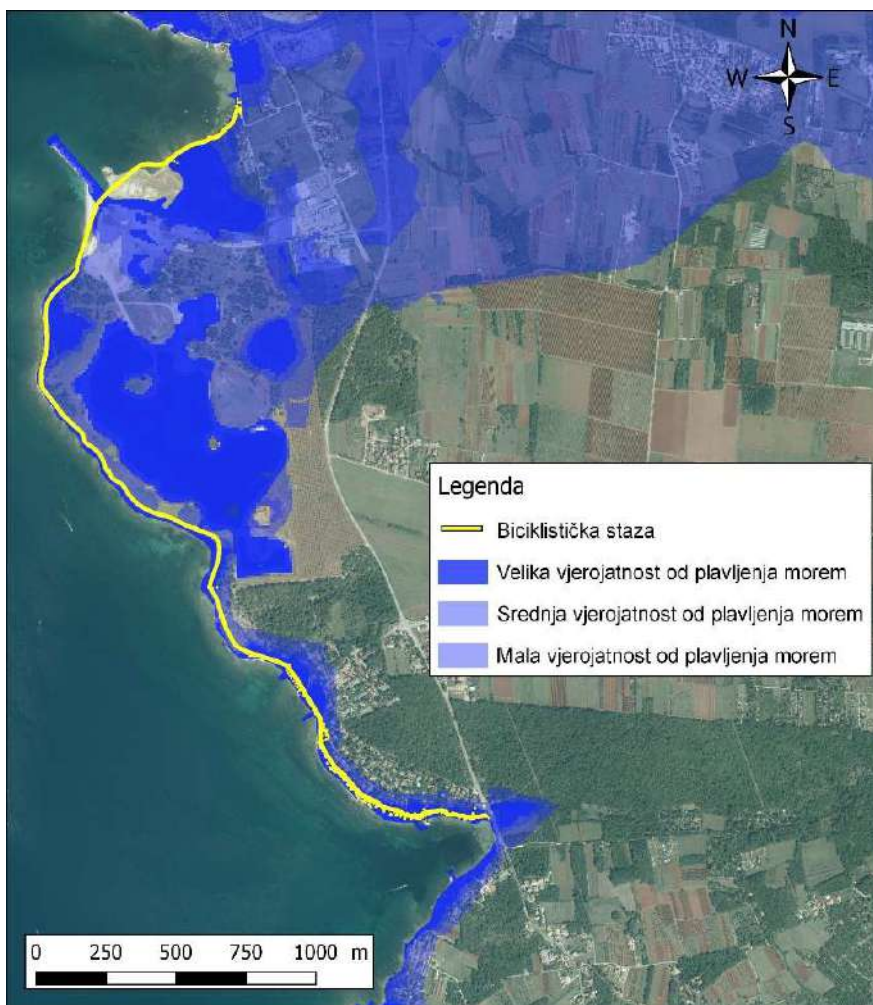 N
W E
S
Legenda
Biciklistička staza
Velika vjerojatnost od plavljenja morem
Srednja vjerojatnost od plavljenja morem
Mala vjerojatnost od plavljenja morem
0 250 500 750 1000 m